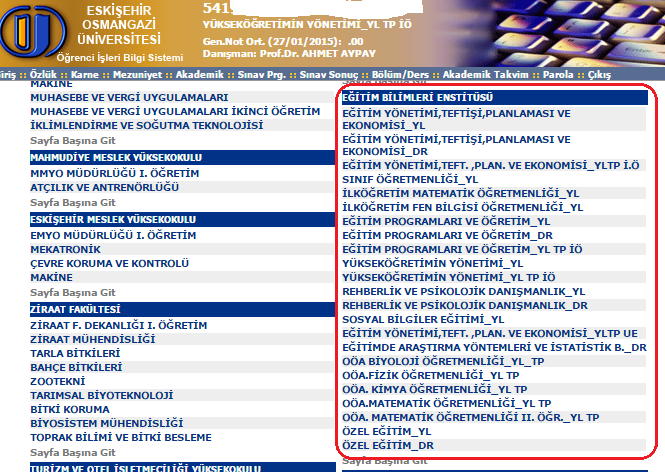 ESKİŞEHİR
OSMANGAZİ
ÜNİVERSİTESİ
Öğrenci İşleri Bilgi Sistemi
YÜKSEKÖĞRETİMİN YÖNETİMİ_YL TP İÖ
Gen.Not Ort. (27/01/2015): .00
Danışman: Prof.Dr. AHMET AYPAY
:: Özlük :: Karne :: Mezuniyet :: Akademik :: Sınav Prg. :: Sınav Sonuç :: Bölüm/Ders :: Akademik Takvim :: Parola :: Çıkış
MAKİNE
MUHASEBE VE VERGİ UYGULAMALARI
MUHASEBE VE VERGİ UYGULAMALARI İKİNCİ ÖĞRETİM
İKLİMLENDİRME VE SOĞUTMA TEKNOLOJİSİ
Sayfa Başına Git
MAHMUDİYE MESLEK YÜKSEKOKULU
MMYO MÜDÜRLÜĞÜ I. ÖĞRETİM
ATÇILIK VE ANTRENÖRLÜĞÜ
Sayfa Başına Git
ESKİŞEHİR MESLEK YÜKSEKOKULU
EMYO MÜDÜRLÜĞÜ I. ÖĞRETİM
MEKATRONİK
ÇEVRE KORUMA VE KONTROLÜ
MAKİNE
Sayfa Başına Git
ZİRAAT FAKÜLTESİ
ZİRAAT F. DEKANLIĞI I. ÖĞRETİM
ZİRAAT MÜHENDİSLİĞİ
TARLA BİTKİLERİ
BAHÇE BİTKİLERİ
ZOOTEKNİ
TARIMSAL BİYOTEKNOLOJİ
BİTKİ KORUMA
BİYOSİSTEM MÜHENDİSLİĞİ
TOPRAK BİLİMİ VE BİTKİ BESLEME
Sayfa Başına Git
TURİZM VE OTEL İŞLETMECİLİĞİ YÜKSEKOKULU
Sayfa Başına Git
EĞİTİM BİLİMLERİ ENSTİTÜSÜ
EĞİTİM YÖNETİMİ,TEFTİŞİ,PLANLAMASI VE
EKONOMİSİ_YL
EĞİTİM YÖNETİMİ,TEFTİŞİ,PLANLAMASI VE
EKONOMİSİ_DR
EĞİTİM YÖNETİMİ,TEFT. ,PLAN. VE EKONOMİSİ_YLTP İ.Ö
SINIF ÖĞRETMENLİĞİ_YL
İLKÖĞRETİM MATEMATİK ÖĞRETMENLİĞİ_YL
İLKÖĞRETİM FEN BİLGİSİ ÖĞRETMENLİĞİ_YL
EĞİTİM PROGRAMLARI VE ÖĞRETİM_YL
EĞİTİM PROGRAMLARI VE ÖĞRETİM_DR
EĞİTİM PROGRAMLARI VE ÖĞRETİM_YL TP İÖ
YÜKSEKÖĞRETİMİN YÖNETİMİ_YL
YÜKSEKÖĞRETİMİN YÖNETİMİ_YL TP İÖ
REHBERLİK VE PSİKOLOJİK DANIŞMANLIK_YL
REHBERLİK VE PSİKOLOJİK DANIŞMANLIK_DR
SOSYAL BİLGİLER EĞİTİMİ_YL
EĞİTİM YÖNETİMİ,TEFT. ,PLAN. VE EKONOMİSİ_YLTP UE
EĞİTİMDE ARAŞTIRMA YÖNTEMLERİ VE İSTATİSTİK B._DR
OÖA BİYOLOJİ ÖĞRETMENLİĞİ_YL_TP
OÖA.FİZİK ÖĞRETMENLİĞİ_YL TP
OÖA. KİMYA ÖĞRETMENLİĞİ_YL TP
OÖA.MATEMATİK ÖĞRETMENLİĞİ_YL TP
OÖA. MATEMATİK ÖĞRETMENLİĞİ II. ÖĞR._YL TP
ÖZEL EĞİTİM_YL
ÖZEL EĞİTİM_DR
Sayfa Başına Git